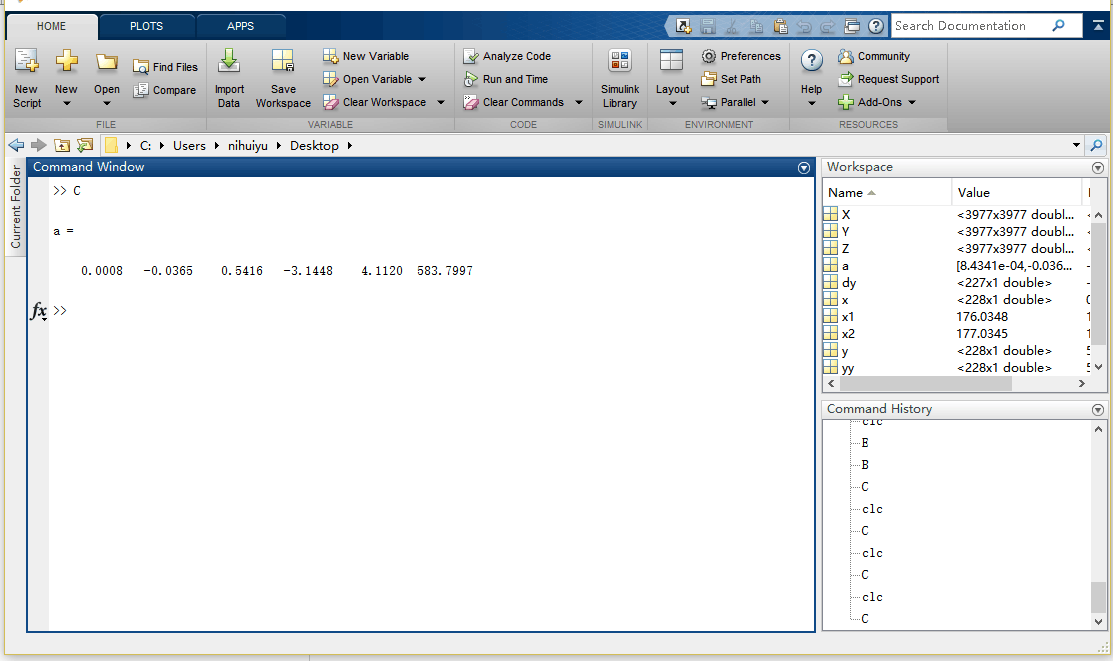 HOME PLOTS APPS Search Documentation
New Script New Open Find Files Compare
Import Data Save Workspace New Variable Open Variable Clear Workspace
Analyze Code Run and Time Clear Commands
Simulink Library Layout Preferences Set Path Parallel
Help Community Request Support Add-Ons
FILE VARIABLE CODE SIMULINK ENVIRONMENT RESOURCES
C: Users nihuiyu Desktop
Current Folder
Command Window
>> C
a =
0.0008 -0.0365 0.5416 -3.1448 4.1120 583.7997
fx >>
Workspace
Name Value
X <3977x3977 doubl...
Y <3977x3977 doubl...
Z <3977x3977 doubl...
a [8.4341e-04,-0.036...
dy <227x1 double>
x <228x1 double>
x1 176.0348
x2 177.0345
y <228x1 double>
yy <228x1 double>
Command History
clc
E
B
C
clc
C
clc
C
clc
C